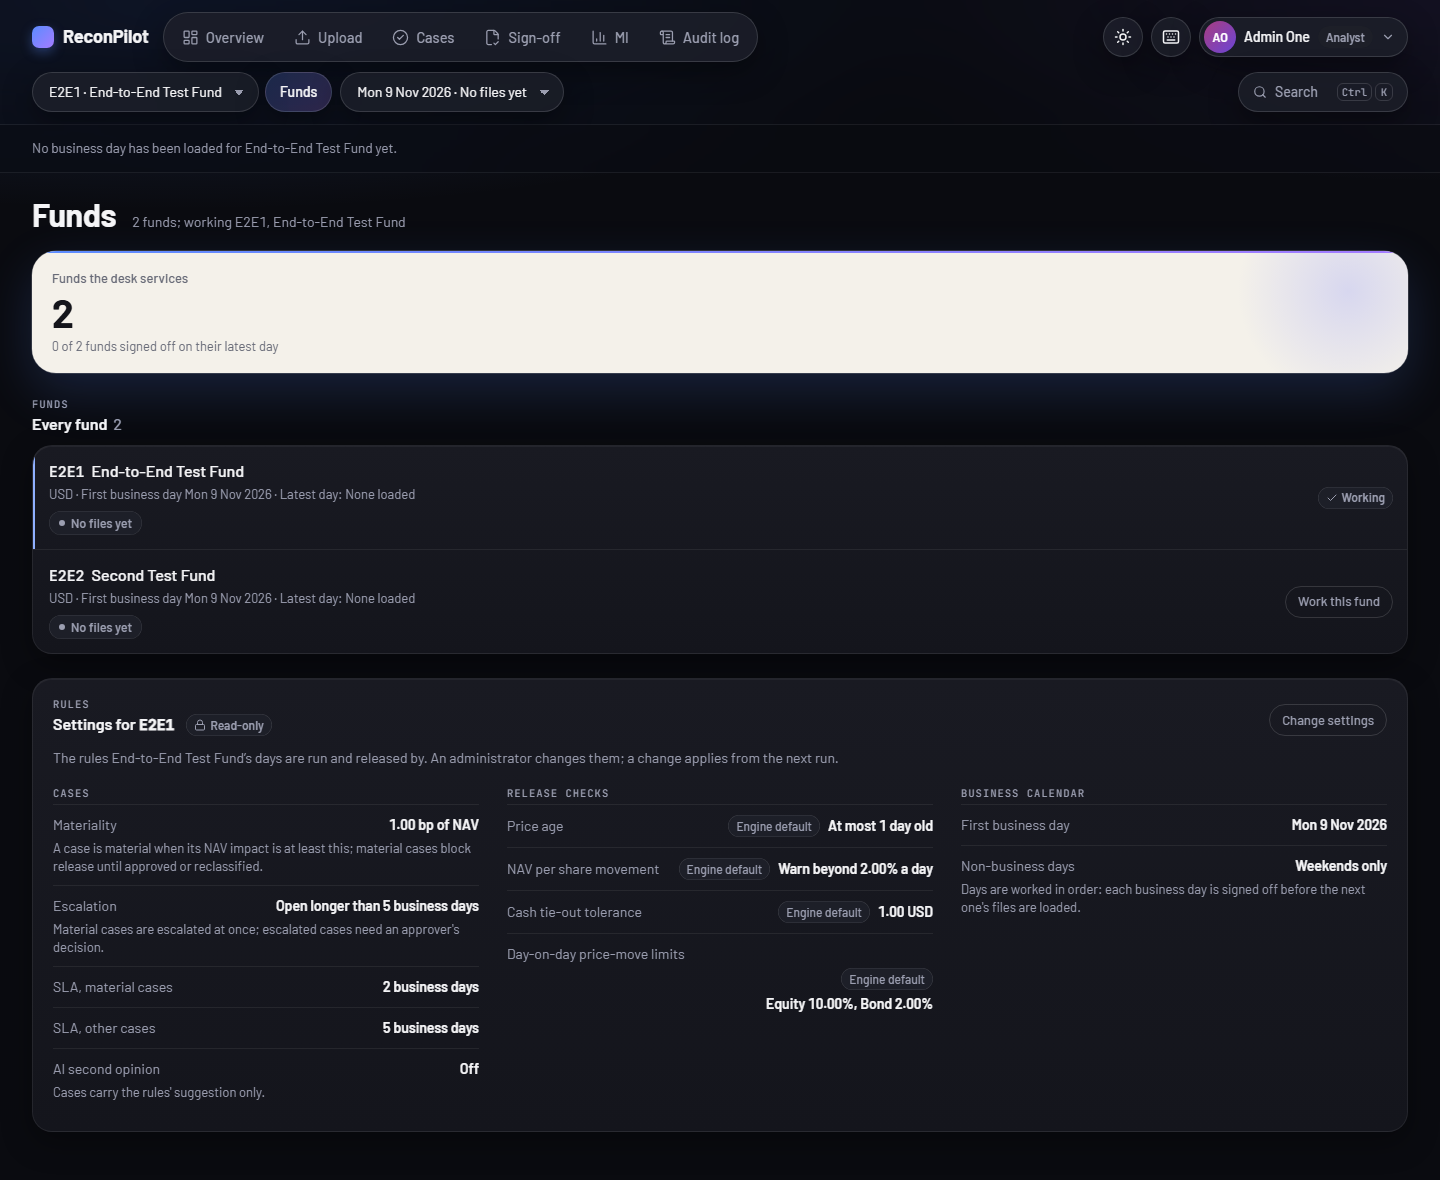 ReconPilot
Overview
Upload
Cases
Sign-off
MI
Audit log
AO Admin One Analyst
E2E1 · End-to-End Test Fund
Funds
Mon 9 Nov 2026 · No files yet
Search Ctrl K
No business day has been loaded for End-to-End Test Fund yet.
Funds 2 funds; working E2E1, End-to-End Test Fund
Funds the desk services
2
0 of 2 funds signed off on their latest day
FUNDS
Every fund 2
E2E1 End-to-End Test Fund
USD · First business day Mon 9 Nov 2026 · Latest day: None loaded
No files yet
Working
E2E2 Second Test Fund
USD · First business day Mon 9 Nov 2026 · Latest day: None loaded
No files yet
Work this fund
RULES
Settings for E2E1 Read-only
Change settings
The rules End-to-End Test Fund's days are run and released by. An administrator changes them; a change applies from the next run.
CASES
Materiality 1.00 bp of NAV
A case is material when its NAV impact is at least this; material cases block
release until approved or reclassified.
Escalation Open longer than 5 business days
Material cases are escalated at once; escalated cases need an approver's
decision.
SLA, material cases 2 business days
SLA, other cases 5 business days
AI second opinion Off
Cases carry the rules' suggestion only.
RELEASE CHECKS
Price age Engine default At most 1 day old
NAV per share movement Engine default Warn beyond 2.00% a day
Cash tie-out tolerance Engine default 1.00 USD
Day-on-day price-move limits
Engine default
Equity 10.00%, Bond 2.00%
BUSINESS CALENDAR
First business day Mon 9 Nov 2026
Non-business days Weekends only
Days are worked in order: each business day is signed off before the next
one's files are loaded.